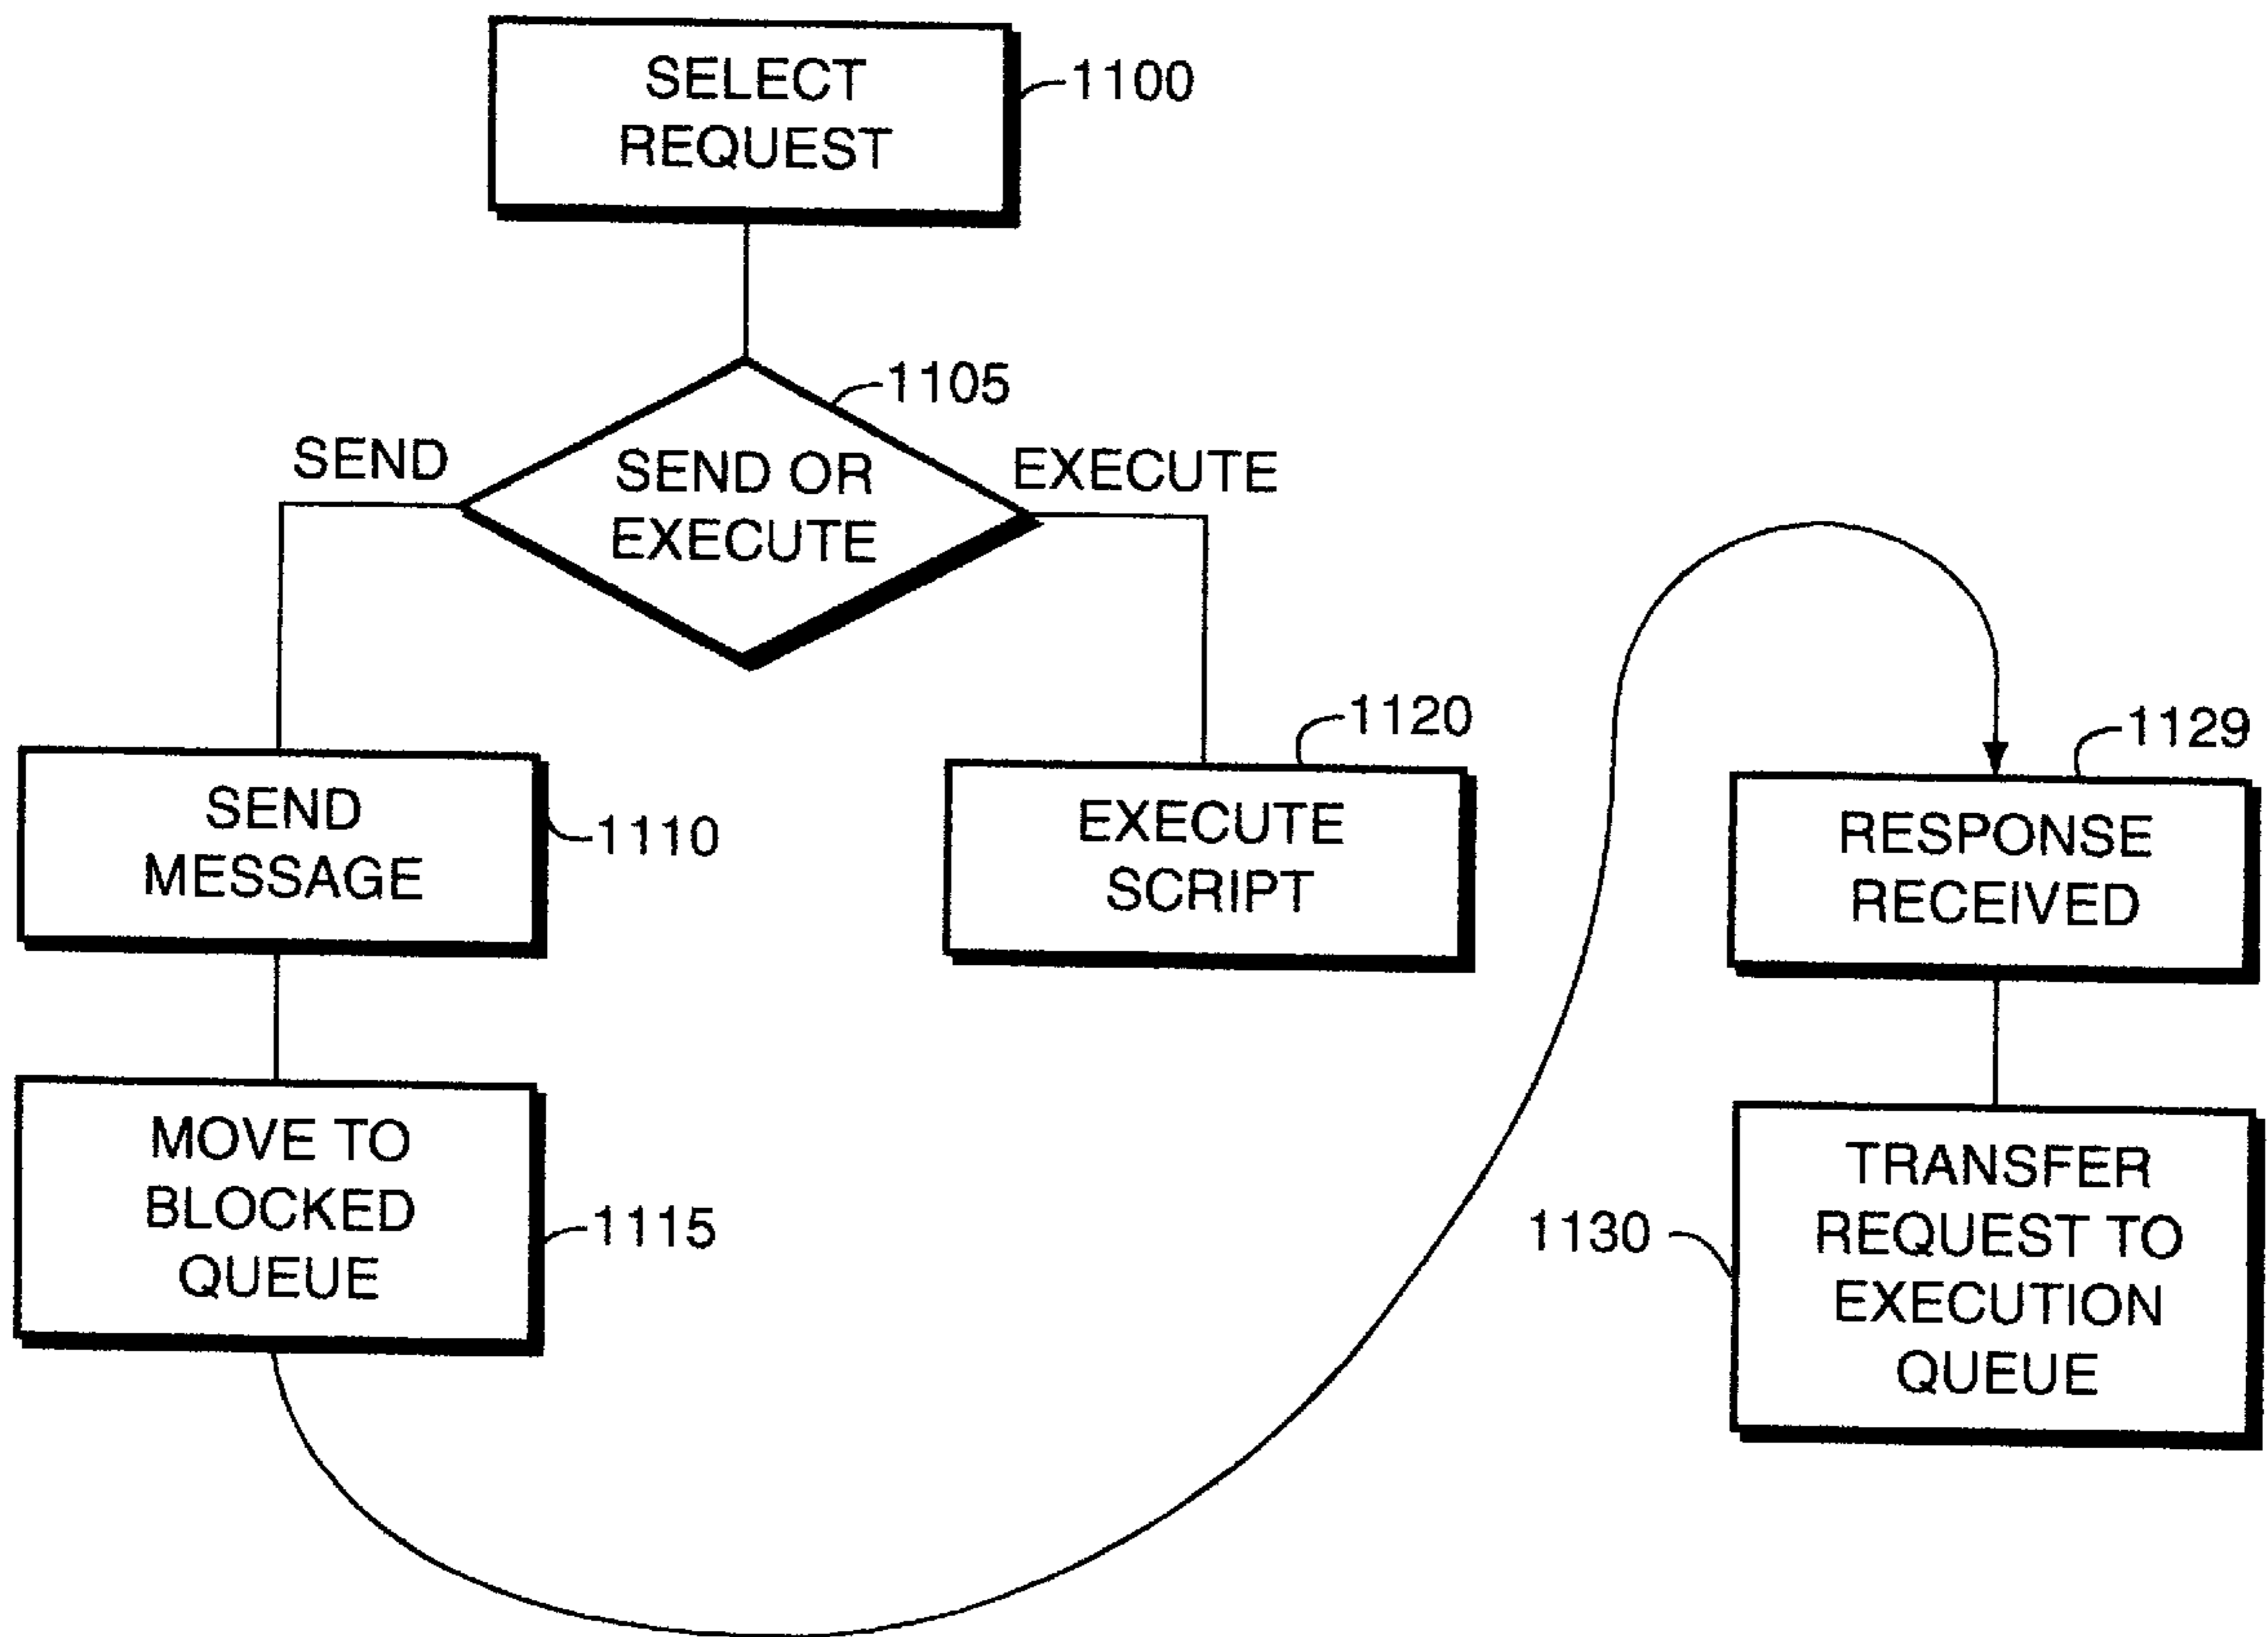 SELECT
REQUEST
1100
1105
SEND
SEND OR
EXECUTE
EXECUTE
SEND
MESSAGE
1110
EXECUTE
SCRIPT
1120
RESPONSE
RECEIVED
1129
MOVE TO
BLOCKED
QUEUE
1115
TRANSFER
REQUEST TO
EXECUTION
QUEUE
1130